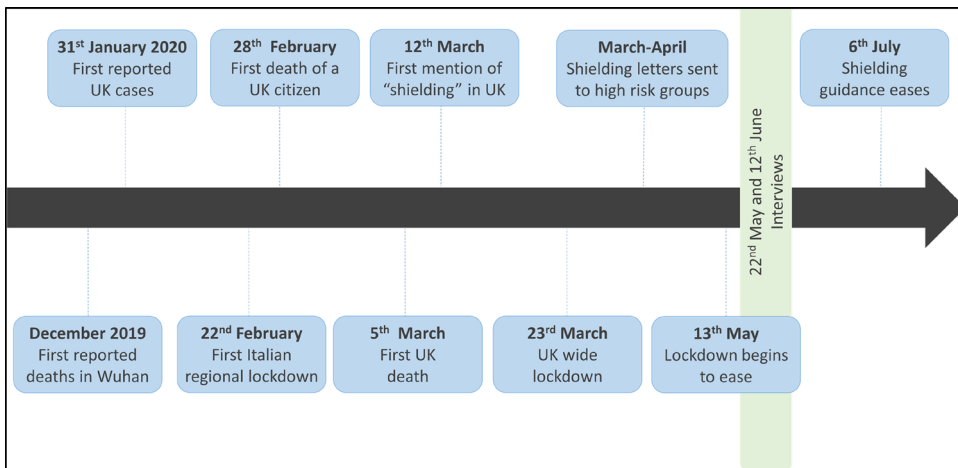 31st January 2020
First reported
UK cases
28th February
First death of a
UK citizen
12th March
First mention of
“shielding” in UK
March-April
Shielding letters sent
to high risk groups
6th July
Shielding
guidance eases
22nd May and 12th June
Interviews
December 2019
First reported
deaths in Wuhan
22nd February
First Italian
regional lockdown
5th March
First UK
death
23rd March
UK wide
lockdown
13th May
Lockdown begins
to ease